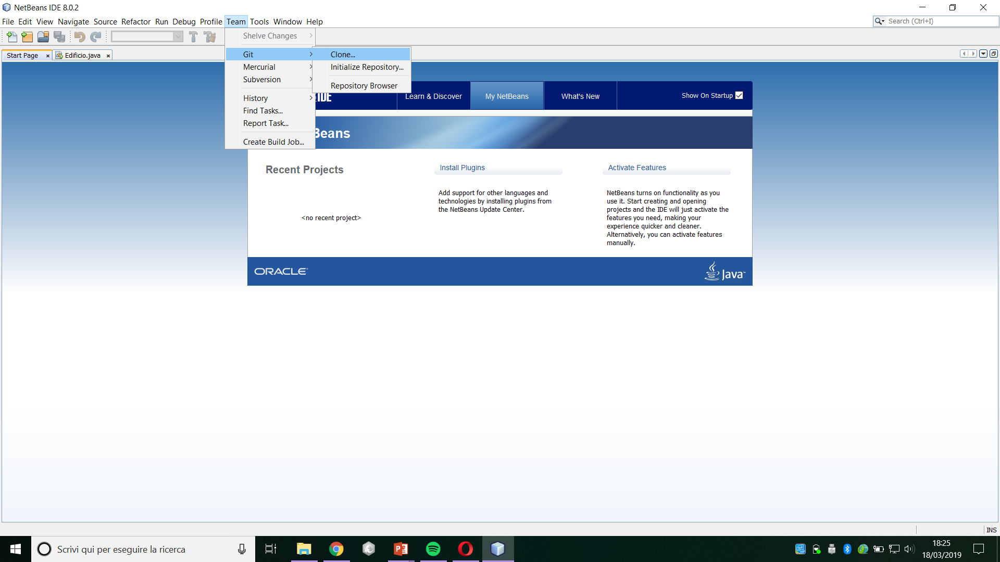 NetBeans IDE 8.0.2
File Edit View Navigate Source Refactor Run Debug Profile Team Tools Window Help
Search (Ctrl+I)
Shelve Changes
Git
Mercurial
Subversion
History
Find Tasks...
Report Task...
Create Build Job...
Clone...
Initialize Repository...
Repository Browser
Start Page
Edificio.java
IDE
Learn & Discover
My NetBeans
What's New
Show On Startup
Beans
Recent Projects
<no recent project>
Install Plugins
Add support for other languages and
technologies by installing plugins from
the NetBeans Update Center.
Activate Features
NetBeans turns on functionality as you
use it. Start creating and opening
projects and the IDE will just activate the
features you need, making your
experience quicker and cleaner.
Alternatively, you can activate features
manually.
ORACLE
Java
INS
Scrivi qui per eseguire la ricerca
18:25
18/03/2019